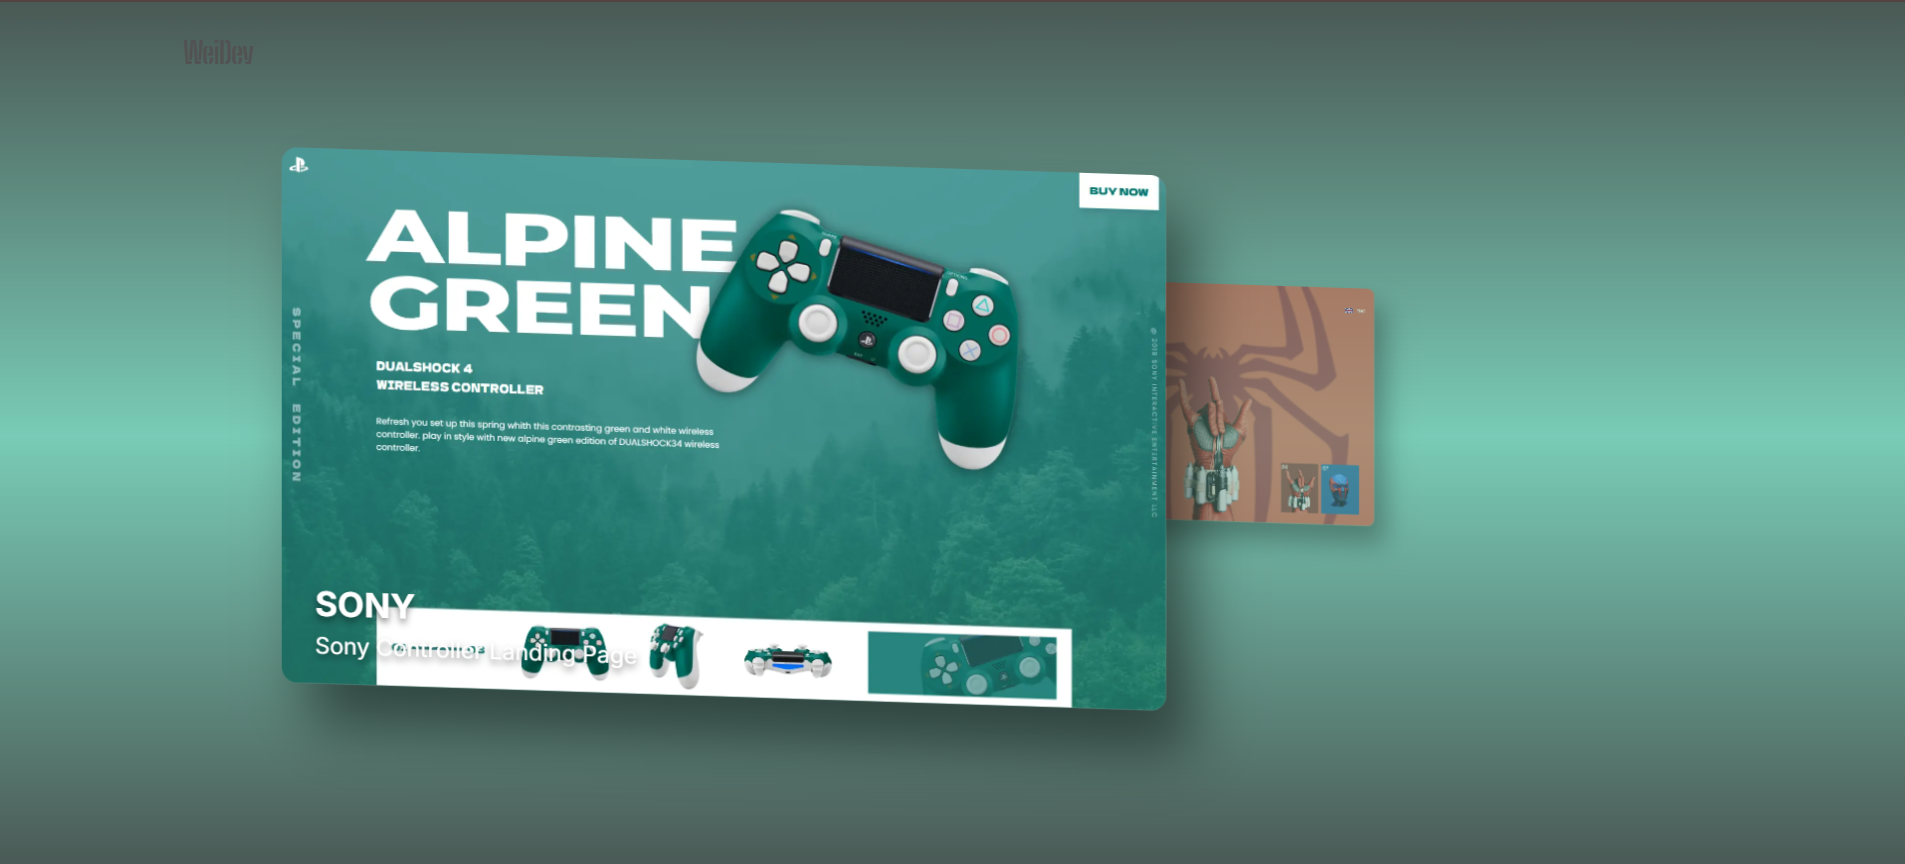 WeiDev
BUY NOW
ALPINE
GREEN
SPECIAL EDITION
DUALSHOCK 4
WIRELESS CONTROLLER
Refresh you set up this spring whith this contrasting green and white wireless
controller. play in style with new alpine green edition of DUALSHOCK34 wireless
controller.
© 2018 SONY INTERACTIVE ENTERTAINMENT LLC
SONY
Sony Controller Landing Page